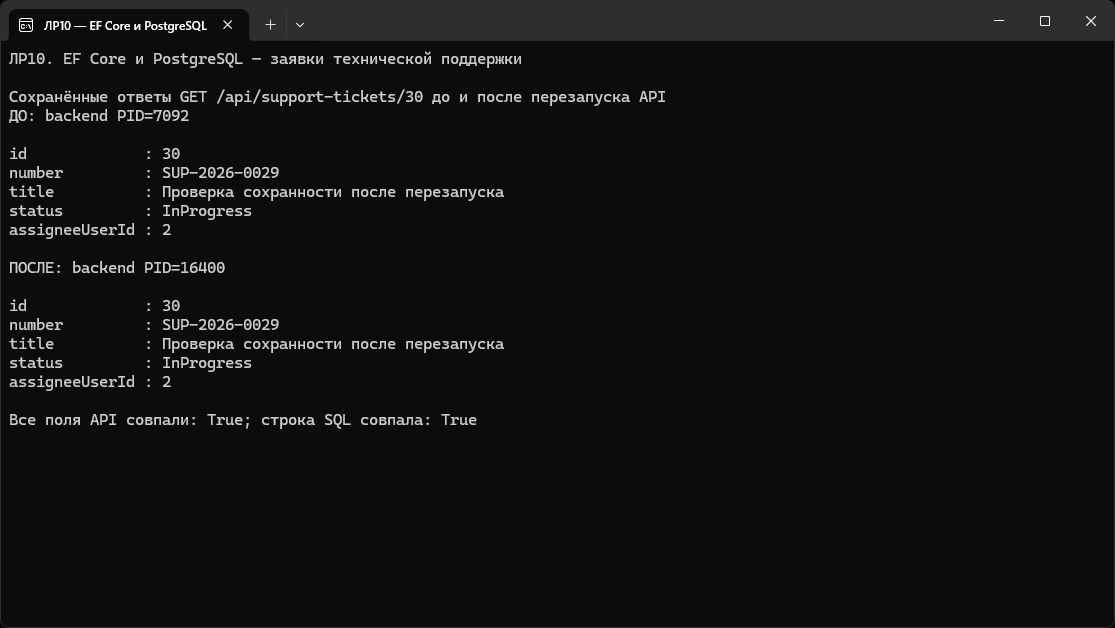 ЛР10 — EF Core и PostgreSQL
ЛР10. EF Core и PostgreSQL — заявки технической поддержки
Сохранённые ответы GET /api/support-tickets/30 до и после перезапуска API
ДО: backend PID=7092
id : 30
number : SUP-2026-0029
title : Проверка сохранности после перезапуска
status : InProgress
assigneeUserId : 2
ПОСЛЕ: backend PID=16400
id : 30
number : SUP-2026-0029
title : Проверка сохранности после перезапуска
status : InProgress
assigneeUserId : 2
Все поля API совпали: True; строка SQL совпала: True